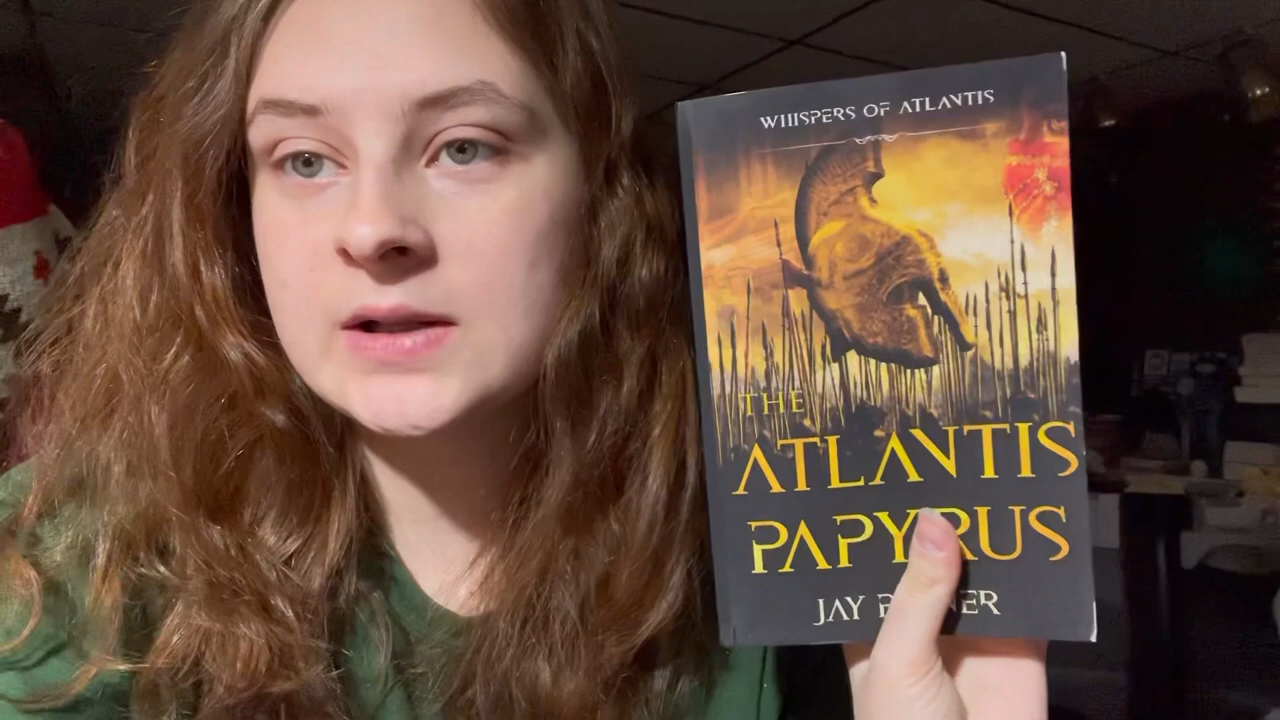 WHISPERS OF ATLANTIS
THE
ATLANTIS
PAPYRUS
JAY